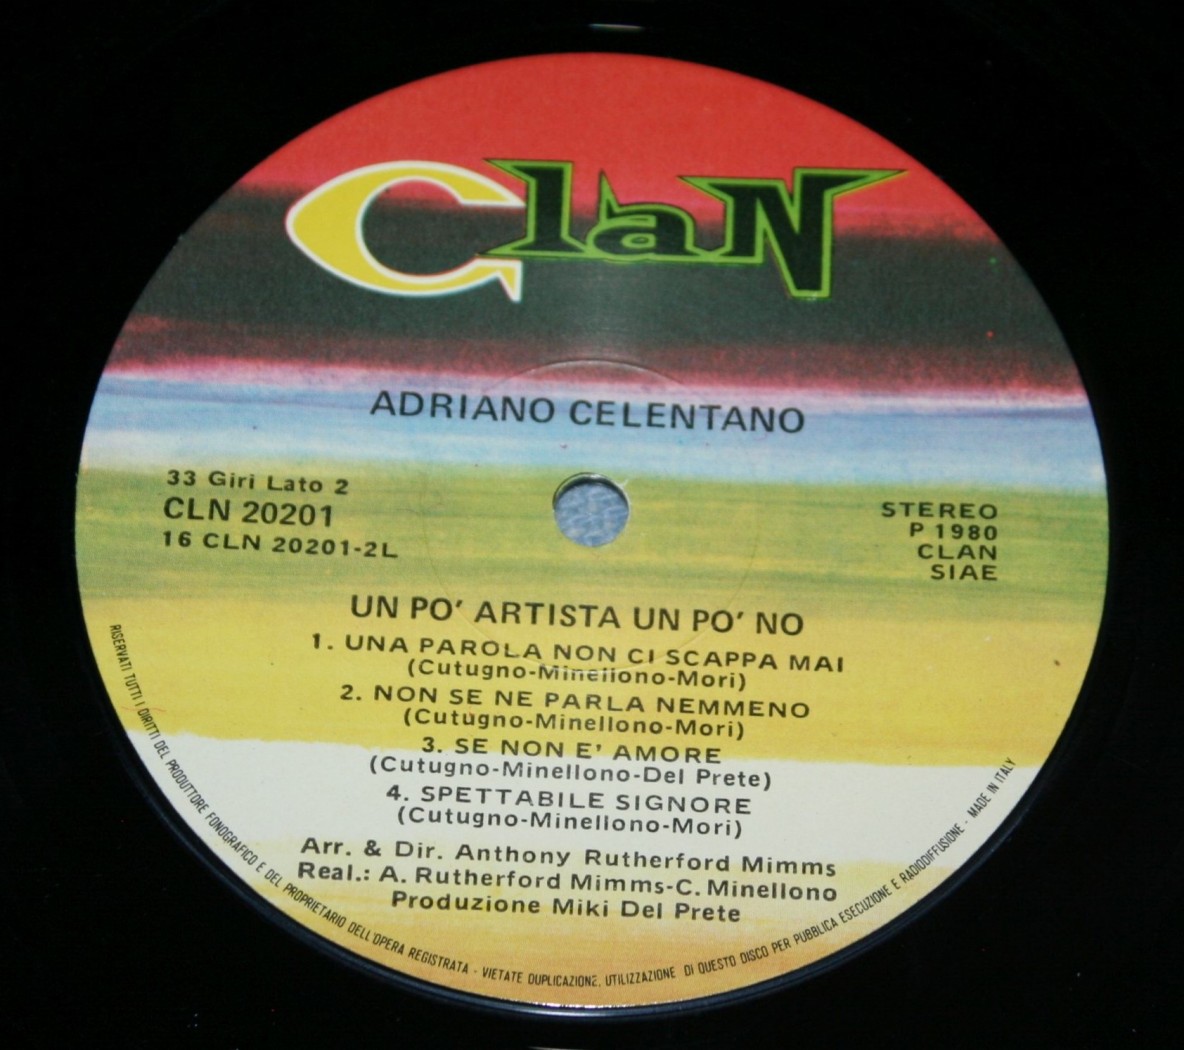 Clan
ADRIANO CELENTANO
33 Giri Lato 2
CLN 20201
16 CLN 20201-2L
STEREO
P 1980
CLAN
SIAE
UN PO' ARTISTA UN PO' NO
1. UNA PAROLA NON CI SCAPPA MAI
(Cutugno-Minellono-Mori)
2. NON SE NE PARLA NEMMENO
(Cutugno-Minellono-Mori)
3. SE NON E' AMORE
(Cutugno-Minellono-Del Prete)
4. SPETTABILE SIGNORE
(Cutugno-Minellono-Mori)
Arr. & Dir. Anthony Rutherford Mimms
Real.: A. Rutherford Mimms-C. Minellono
Produzione Miki Del Prete
RISERVATI TUTTI I DIRITTI DEL PRODUTTORE FONOGRAFICO E DEL PROPRIETARIO DELL'OPERA REGISTRATA - VIETATE DUPLICAZIONE, UTILIZZAZIONE DI QUESTO DISCO PER PUBBLICA ESECUZIONE E RADIODIFFUSIONE - MADE IN ITALY